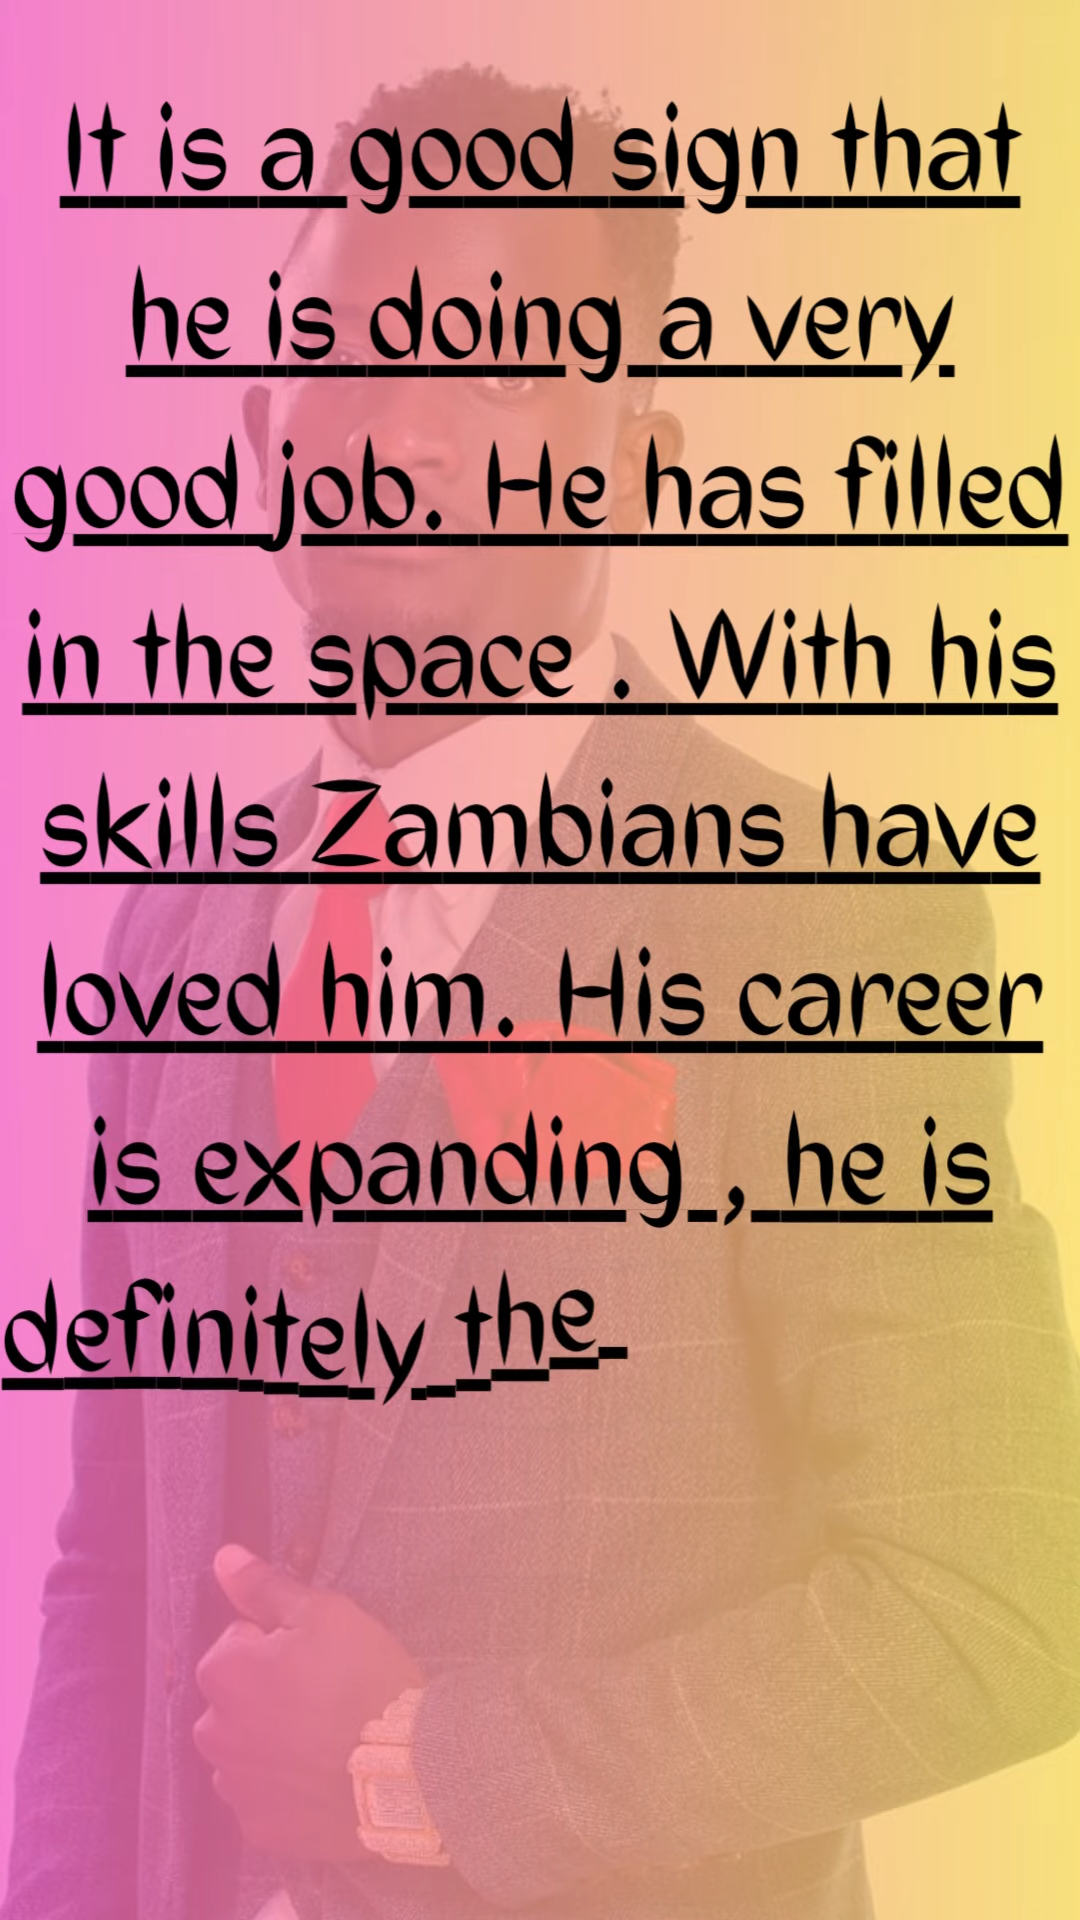 It is a good sign that
he is doing a very
good job. He has filled
in the space . With his
skills Zambians have
loved him. His career
is expanding , he is
definitely the